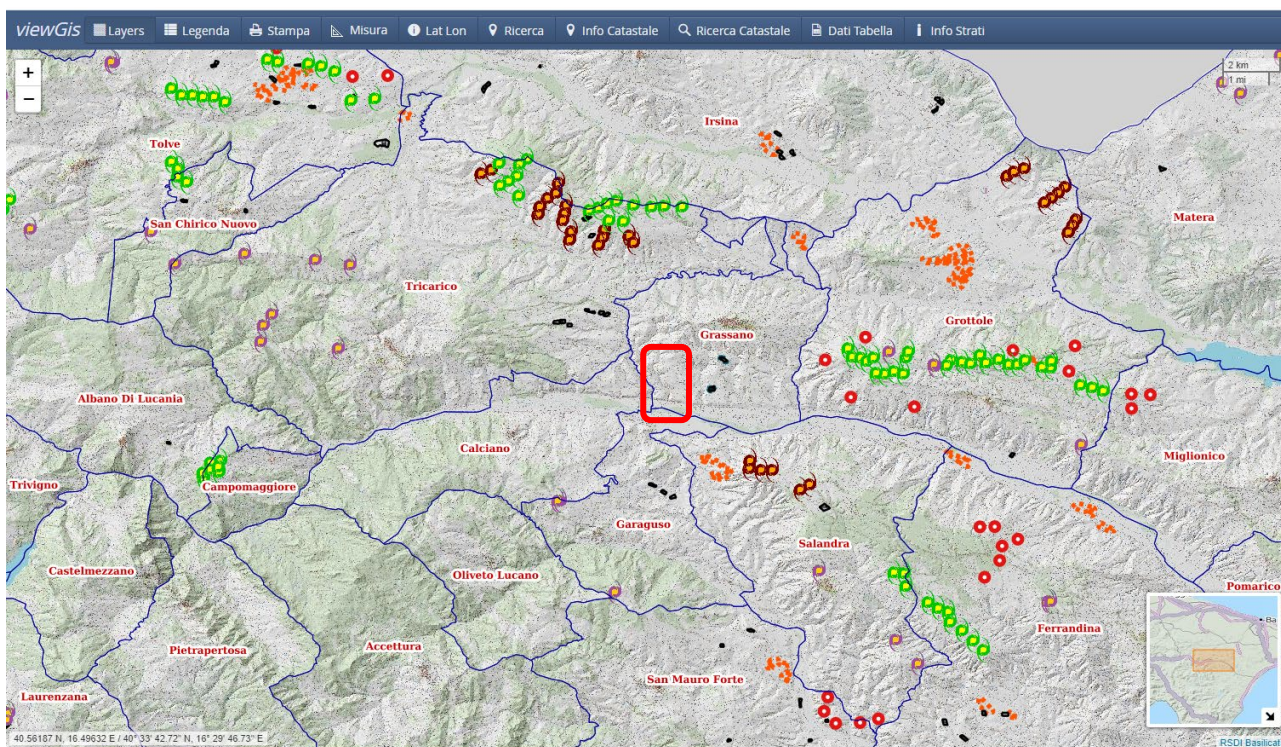 viewGis Layers Legenda Stampa Misura Lat Lon Ricerca Info Catastale Ricerca Catastale Dati Tabella Info Strati
+
−
2 km
1 mi
Irsina
Tolve
San Chirico Nuovo
Matera
Tricarico
Grottole
Grassano
Albano Di Lucania
Calciano
Miglionico
Trivigno
Campomaggiore
Garaguso
Salandra
Castelmezzano
Oliveto Lucano
Pomarico
Ferrandina
Pietrapertosa
Accettura
San Mauro Forte
Laurenzana
Ba
40.56187 N, 16.49632 E / 40° 33' 42.72" N, 16° 29' 46.73" E
RSDI Basilicat